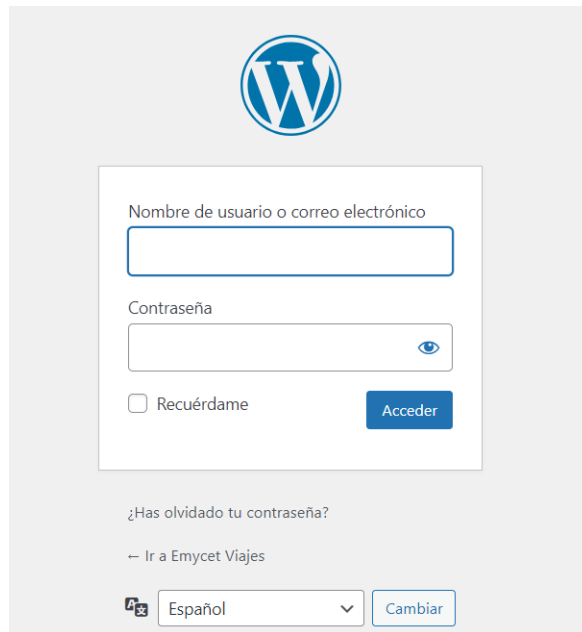 Nombre de usuario o correo electrónico
Contraseña
Recuérdame
Acceder
¿Has olvidado tu contraseña?
← Ir a Emycet Viajes
Español
Cambiar